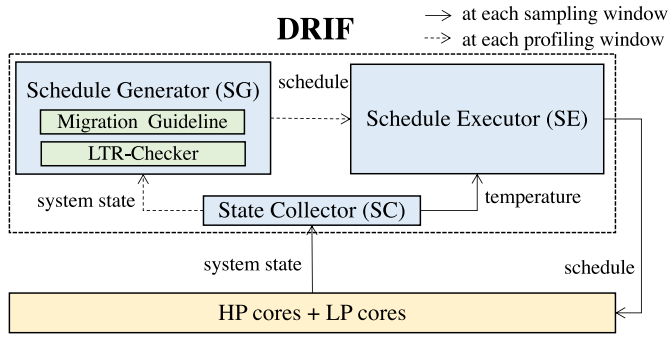 DRIF
at each sampling window
at each profiling window
Schedule Generator (SG)
Migration Guideline
LTR-Checker
schedule
Schedule Executor (SE)
system state
State Collector (SC)
temperature
system state
schedule
HP cores + LP cores